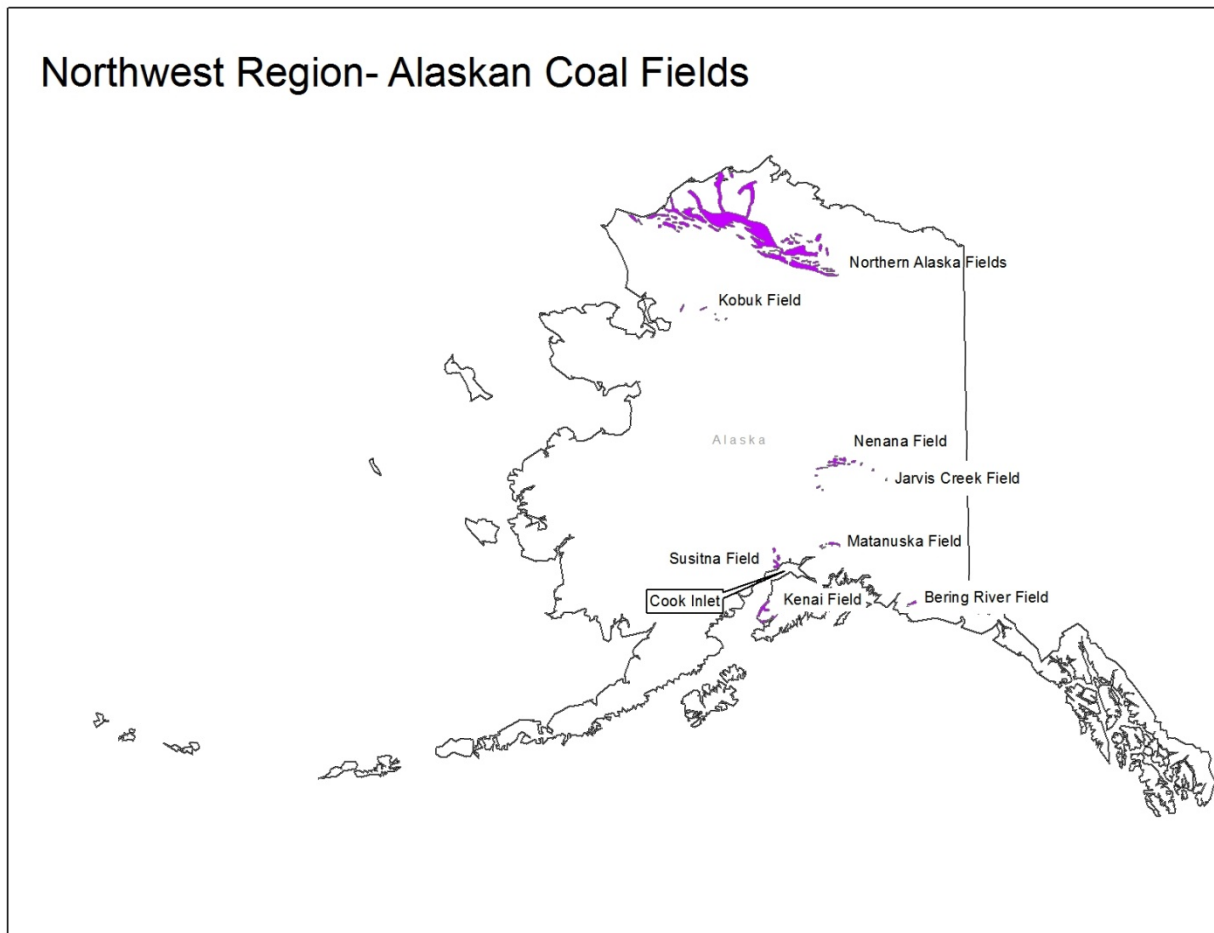 Northwest Region- Alaskan Coal Fields
Northern Alaska Fields
Kobuk Field
Alaska
Nenana Field
Jarvis Creek Field
Matanuska Field
Susitna Field
Cook Inlet
Kenai Field
Bering River Field